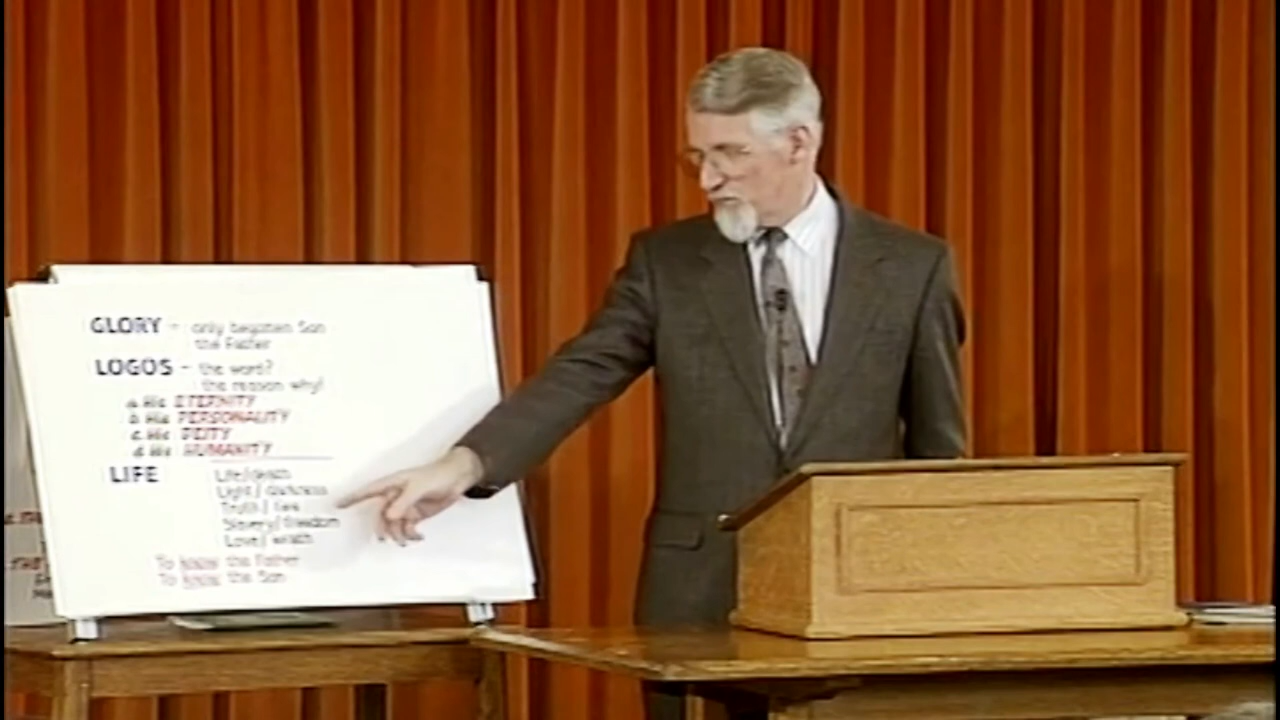 GLORY - only begotten Son
the Father
LOGOS - the word?
the reason why!
a His ETERNITY
b His PERSONALITY
c His DEITY
d His HUMANITY
LIFE
Life/death
Light/darkness
Truth/lies
Slavery/freedom
Love/wrath
To know the Father
To know the Son